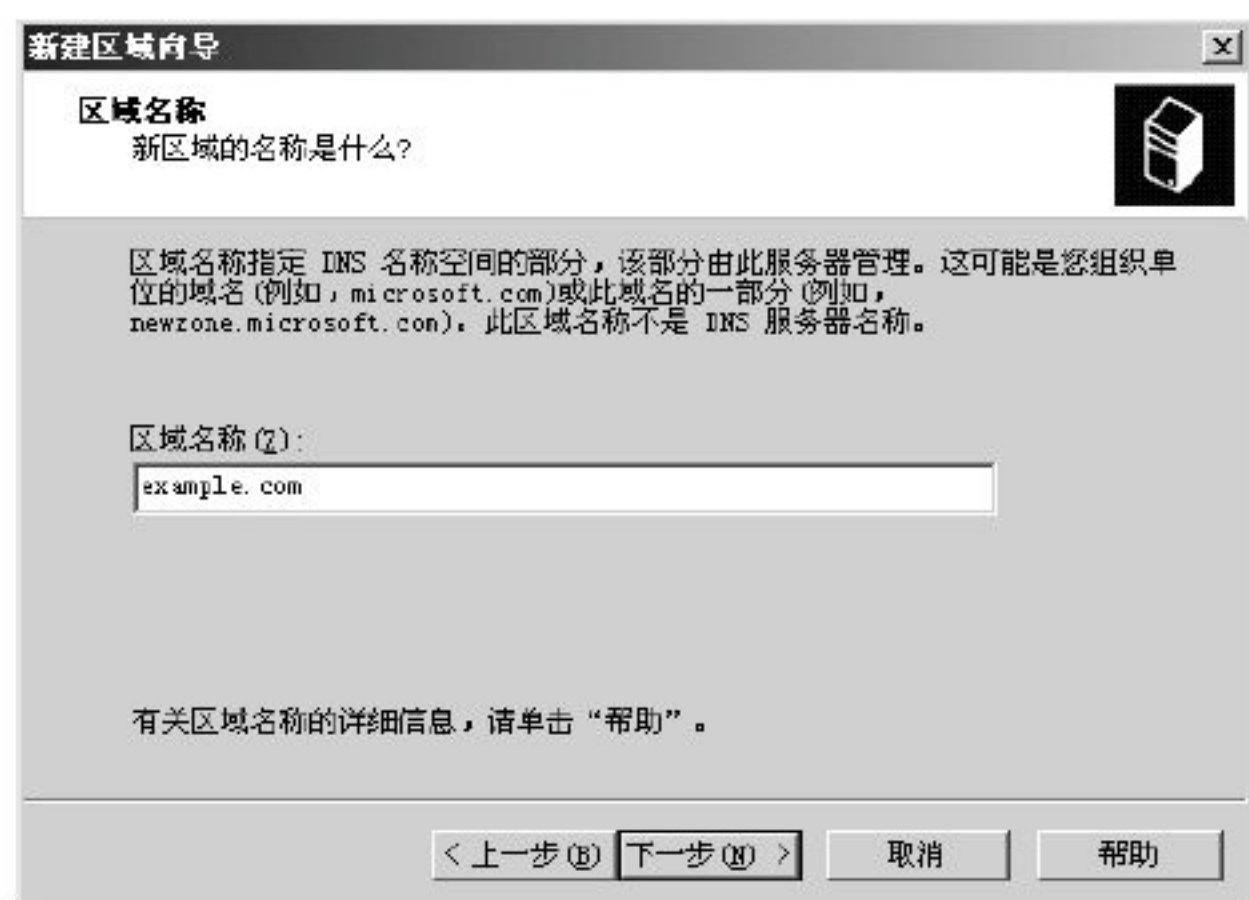 新建区域向导
区域名称
新区域的名称是什么?
区域名称指定 DNS 名称空间的部分，该部分由此服务器管理。这可能是您组织单
位的域名(例如，microsoft.com)或此域名的一部分(例如，
newzone.microsoft.com)。此区域名称不是 DNS 服务器名称。
区域名称(Z):
example.com
有关区域名称的详细信息，请单击“帮助”。
< 上一步(B) 下一步(N) > 取消 帮助